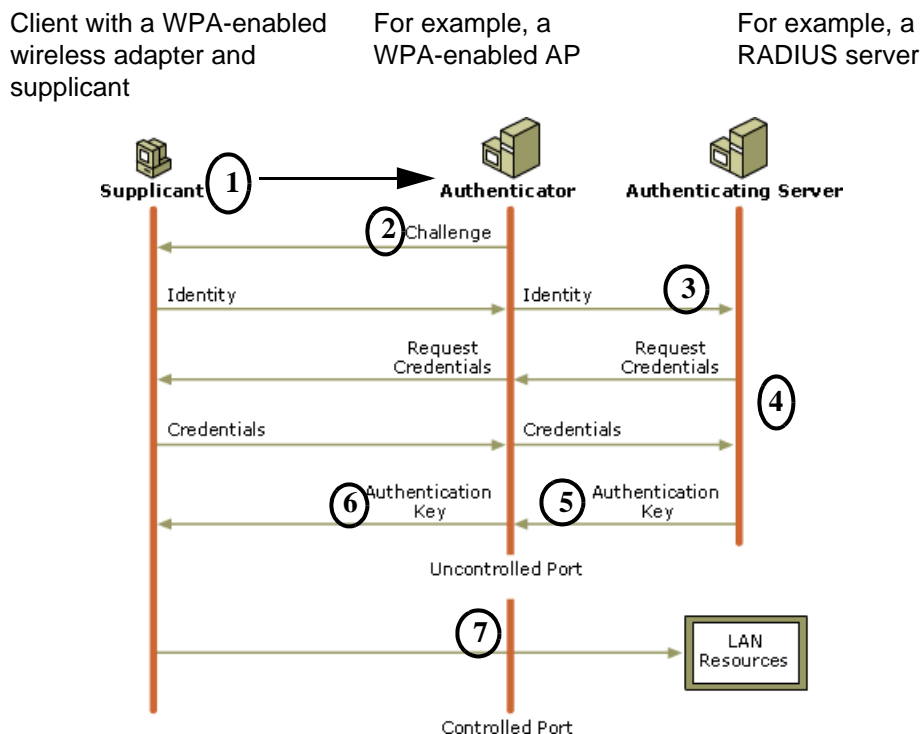 Client with a WPA-enabled
wireless adapter and
supplicant
For example, a
WPA-enabled AP
For example, a
RADIUS server
Supplicant
1
Authenticator
Authenticating Server
2
Challenge
Identity
Identity
3
Request
Credentials
Request
Credentials
4
Credentials
Credentials
6
Authentication
Key
5
Authentication
Key
Uncontrolled Port
7
LAN
Resources
Controlled Port